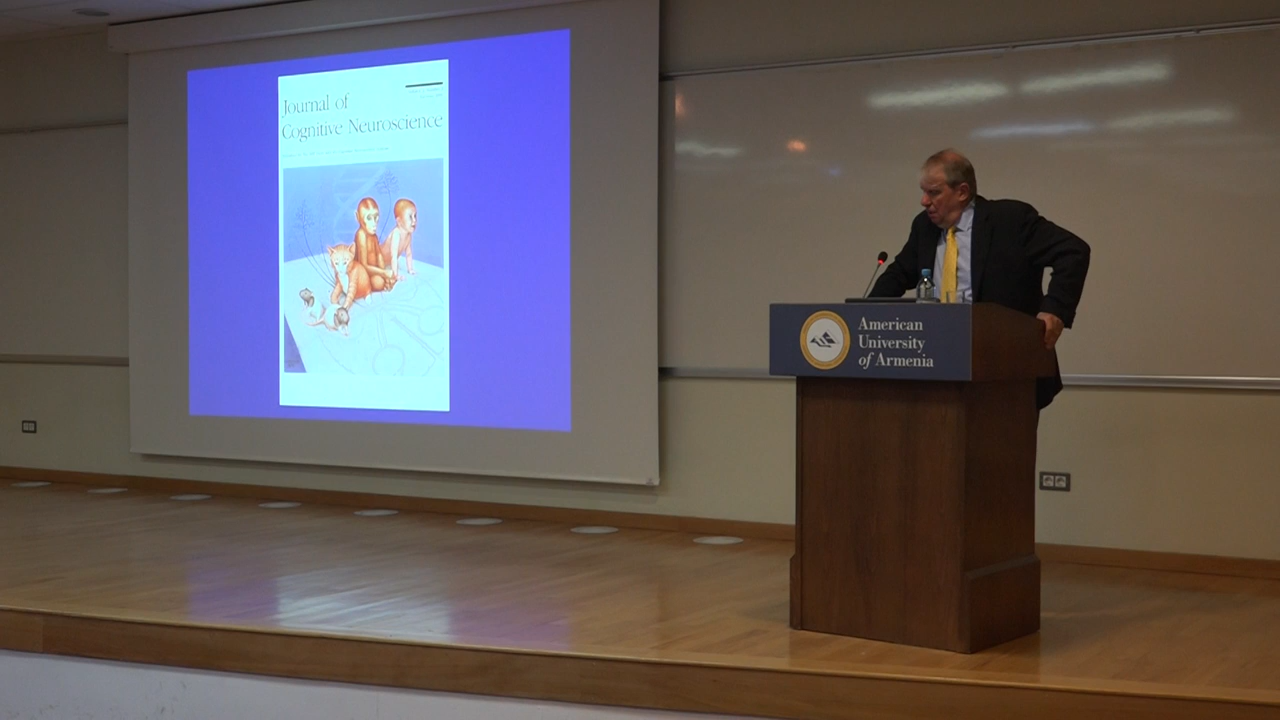 Journal of
Cognitive Neuroscience
American
University
of Armenia